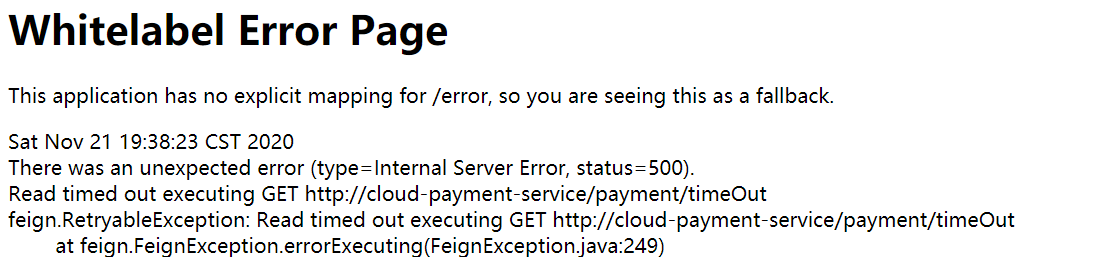 Whitelabel Error Page
This application has no explicit mapping for /error, so you are seeing this as a fallback.
Sat Nov 21 19:38:23 CST 2020
There was an unexpected error (type=Internal Server Error, status=500).
Read timed out executing GET http://cloud-payment-service/payment/timeOut
feign.RetryableException: Read timed out executing GET http://cloud-payment-service/payment/timeOut
at feign.FeignException.errorExecuting(FeignException.java:249)